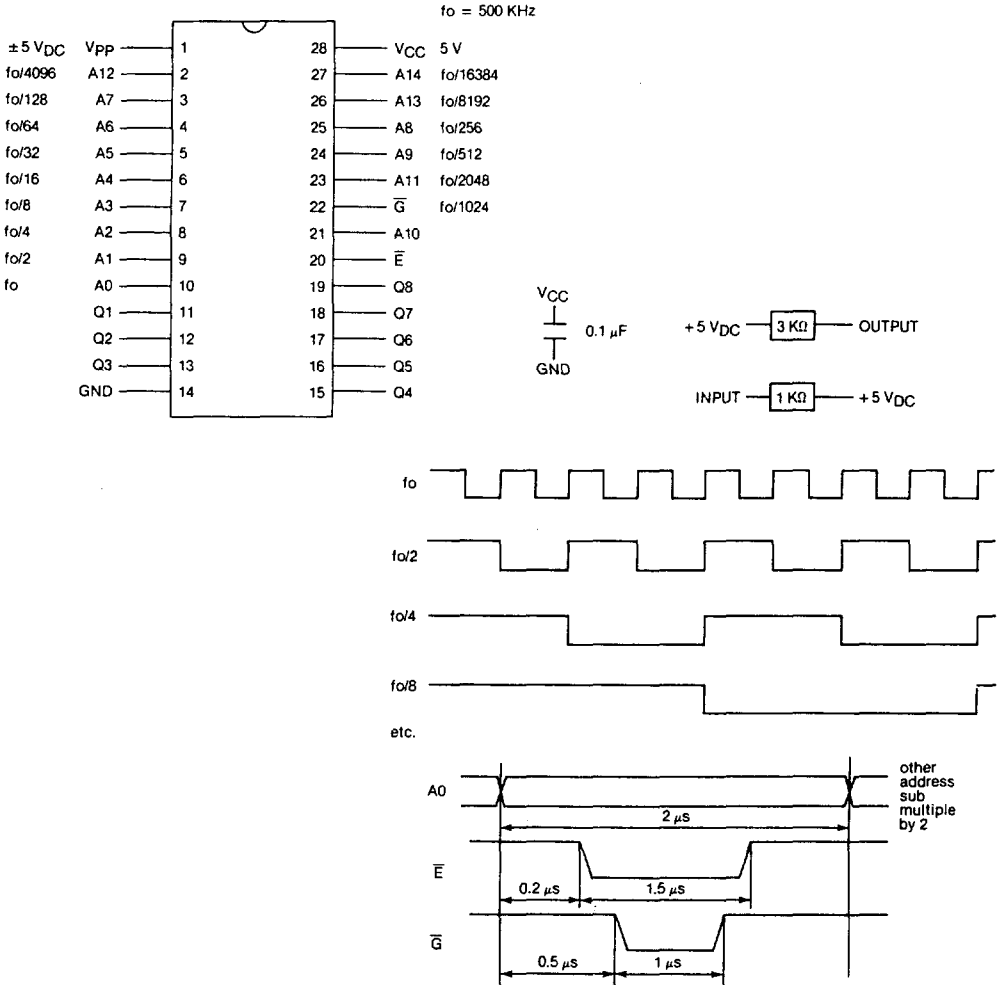 fo = 500 KHz
±5 VDC VPP 1 28 VCC 5 V
fo/4096 A12 2 27 A14 fo/16384
fo/128 A7 3 26 A13 fo/8192
fo/64 A6 4 25 A8 fo/256
fo/32 A5 5 24 A9 fo/512
fo/16 A4 6 23 A11 fo/2048
fo/8 A3 7 22 G̅ fo/1024
fo/4 A2 8 21 A10
fo/2 A1 9 20 E̅
fo A0 10 19 Q8
Q1 11 18 Q7
Q2 12 17 Q6
Q3 13 16 Q5
GND 14 15 Q4
VCC
0.1 µF
GND
+5 VDC 3 KΩ OUTPUT
INPUT 1 KΩ +5 VDC
fo
fo/2
fo/4
fo/8
etc.
A0
2 µs
other
address
sub
multiple
by 2
E̅
0.2 µs 1.5 µs
G̅
0.5 µs 1 µs